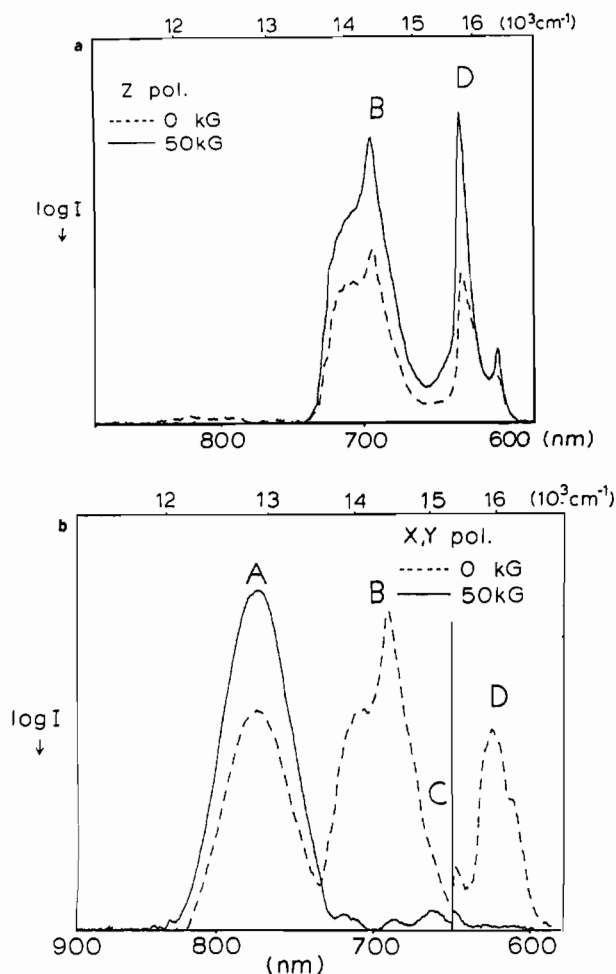 12 13 14 15 16 (10³cm⁻¹)
a
Z pol.
0 kG
50kG
B
D
log I
↓
800 700 600 (nm)
12 13 14 15 16 (10³cm⁻¹)
b
X,Y pol.
0 kG
50kG
A
B
C
D
log I
↓
900 800 700 600
(nm)